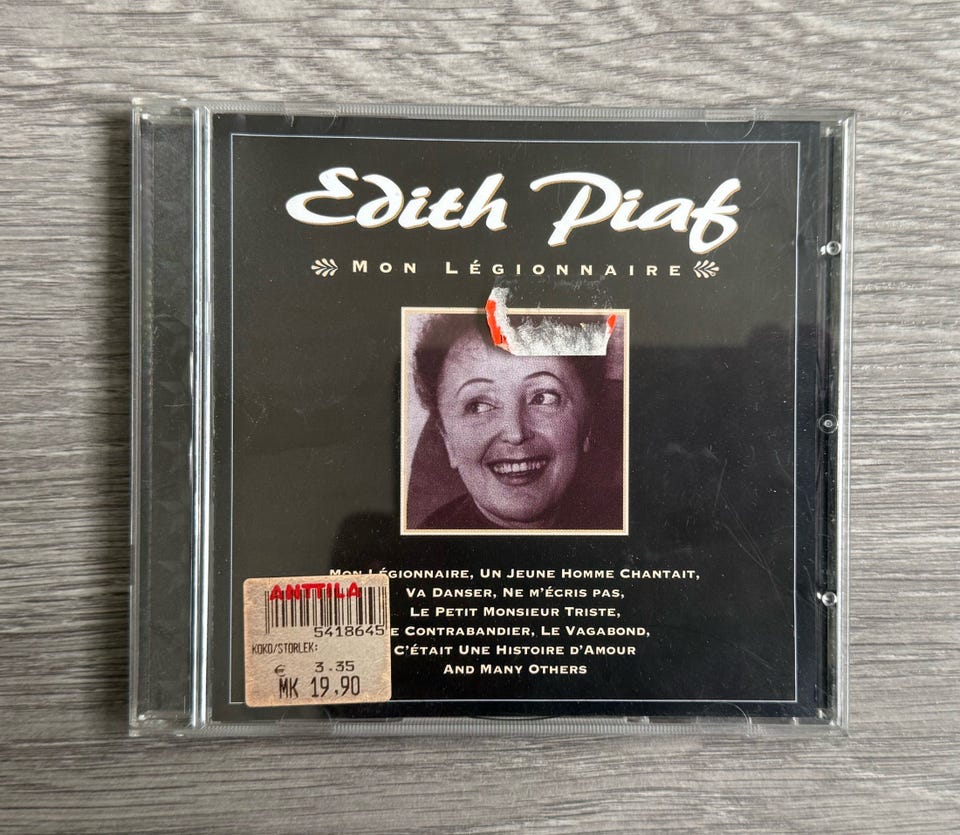 Edith Piaf
MON LÉGIONNAIRE
MON LÉGIONNAIRE, UN JEUNE HOMME CHANTAIT,
VA DANSER, NE M'ÉCRIS PAS,
LE PETIT MONSIEUR TRISTE,
CONTRABANDIER, LE VAGABOND,
C'ÉTAIT UNE HISTOIRE D'AMOUR
AND MANY OTHERS
ANTTILA
5418645
KOKO/STORLEK:
€ 3.35
MK 19,90